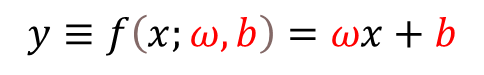 y ≡ f(x; ω, b) = ωx + b